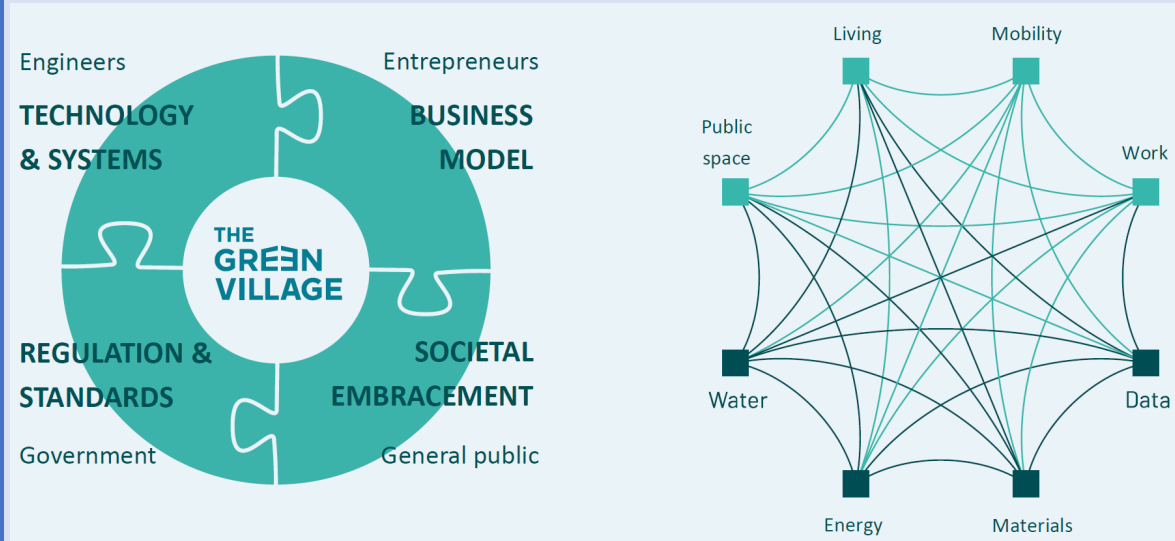 Engineers
TECHNOLOGY
& SYSTEMS
Entrepreneurs
BUSINESS
MODEL
THE
GREEN
VILLAGE
REGULATION &
STANDARDS
Government
SOCIETAL
EMBRACEMENT
General public
Living
Mobility
Public
space
Work
Water
Data
Energy
Materials